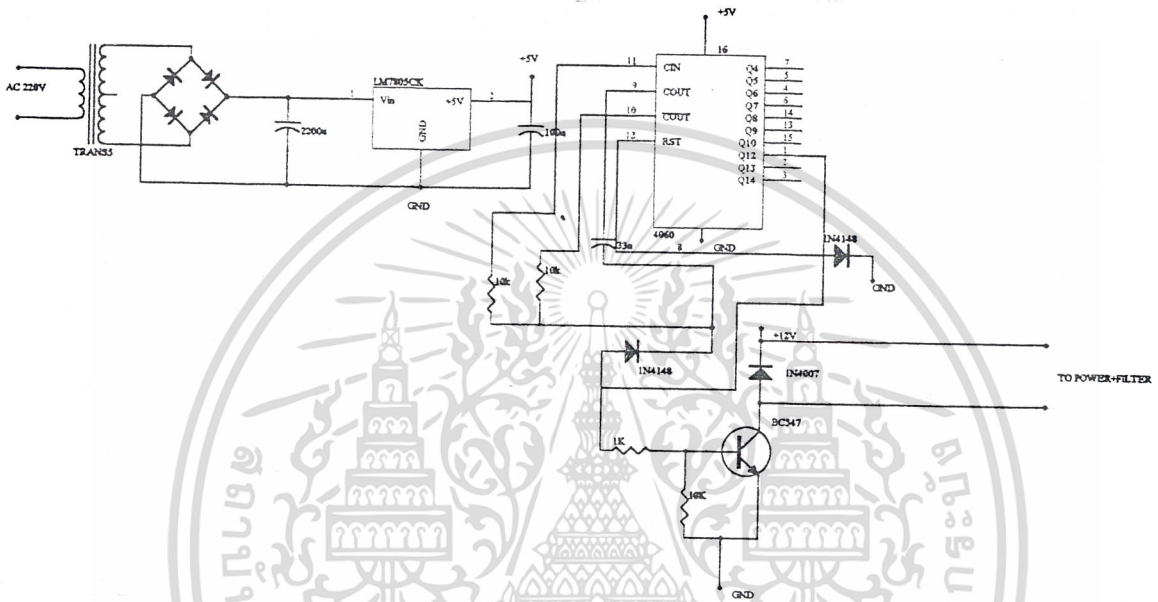 AC 220V
TRANS5
2200u
1
LM7805CK
Vin
+5V
GND
2
+5V
100n
GND
+5V
16
11
CIN
9
COUT
10
COUT
12
RST
Q4
7
Q5
5
Q6
4
Q7
6
Q8
14
Q9
13
Q10
15
Q12
1
Q13
2
Q14
3
4060
8
GND
33n
1N4148
GND
10k
10k
1N4148
+12V
1N4007
TO POWER+FILTER
BC547
1K
10K
GND